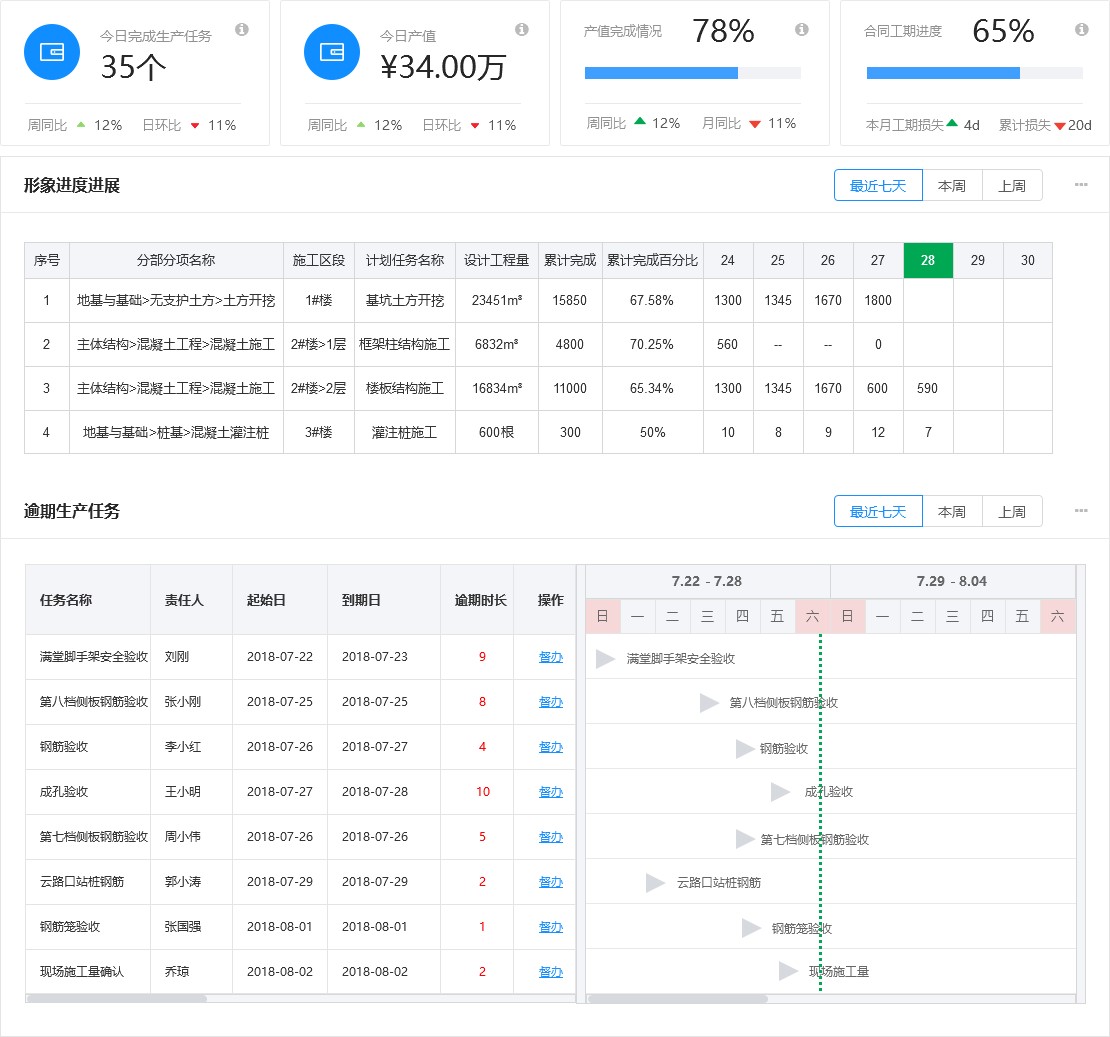 今日完成生产任务
35个
周同比 12% 日环比 11%
今日产值
¥34.00万
周同比 12% 日环比 11%
产值完成情况 78%
周同比 12% 月同比 11%
合同工期进度 65%
本月工期损失 4d 累计损失 20d
形象进度进展 最近七天 本周 上周 ...
序号 分部分项名称 施工区段 计划任务名称 设计工程量 累计完成 累计完成百分比 24 25 26 27 28 29 30
1 地基与基础>无支护土方>土方开挖 1#楼 基坑土方开挖 23451m³ 15850 67.58% 1300 1345 1670 1800
2 主体结构>混凝土工程>混凝土施工 2#楼>1层 框架柱结构施工 6832m³ 4800 70.25% 560 -- -- 0
3 主体结构>混凝土工程>混凝土施工 2#楼>2层 楼板结构施工 16834m³ 11000 65.34% 1300 1345 1670 600 590
4 地基与基础>桩基>混凝土灌注桩 3#楼 灌注桩施工 600根 300 50% 10 8 9 12 7
逾期生产任务 最近七天 本周 上周 ...
任务名称 责任人 起始日 到期日 逾期时长 操作
满堂脚手架安全验收 刘刚 2018-07-22 2018-07-23 9 督办
第八档侧板钢筋验收 张小刚 2018-07-25 2018-07-25 8 督办
钢筋验收 李小红 2018-07-26 2018-07-27 4 督办
成孔验收 王小明 2018-07-27 2018-07-28 10 督办
第七档侧板钢筋验收 周小伟 2018-07-26 2018-07-26 5 督办
云路口站桩钢筋 郭小涛 2018-07-29 2018-07-29 2 督办
钢筋笼验收 张国强 2018-08-01 2018-08-01 1 督办
现场施工量确认 乔琼 2018-08-02 2018-08-02 2 督办
7.22 - 7.28 7.29 - 8.04
日 一 二 三 四 五 六 日 一 二 三 四 五 六
满堂脚手架安全验收
第八档侧板钢筋验收
钢筋验收
成孔验收
第七档侧板钢筋验收
云路口站桩钢筋
钢筋笼验收
现场施工量